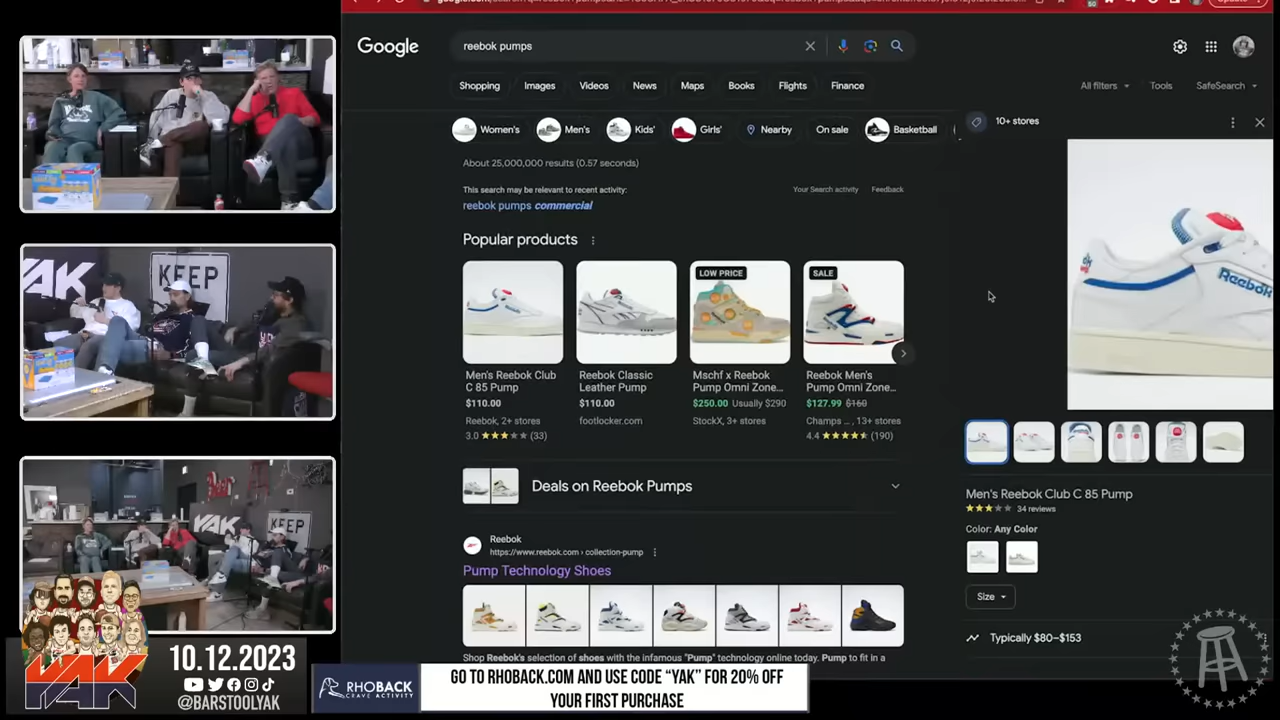 Google
reebok pumps
Shopping
Images
Videos
News
Maps
Books
Flights
Finance
All filters
Tools
SafeSearch
Women's
Men's
Kids'
Girls'
Nearby
On sale
Basketball
10+ stores
About 25,000,000 results (0.57 seconds)
This search may be relevant to recent activity:
Your Search activity
Feedback
reebok pumps commercial
Popular products
LOW PRICE
SALE
Men's Reebok Club
C 85 Pump
$110.00
Reebok, 2+ stores
3.0
(33)
Reebok Classic
Leather Pump
$110.00
footlocker.com
Mschf x Reebok
Pump Omni Zone...
$250.00 Usually $290
StockX, 3+ stores
Reebok Men's
Pump Omni Zone...
$127.99 $160
Champs ... , 13+ stores
4.4
(190)
Deals on Reebok Pumps
Reebok
https://www.reebok.com › collection-pump
Pump Technology Shoes
Shop Reebok's selection of shoes with the infamous "Pump" technology online today. Pump to fit in a
Reebok
Men's Reebok Club C 85 Pump
34 reviews
Color: Any Color
Size
Typically $80–$153
YAK
KEEP
YAK
KEEP
YAK
10.12.2023
@BARSTOOLYAK
RHOBACK
CRAVE ACTIVITY
GO TO RHOBACK.COM AND USE CODE “YAK” FOR 20% OFF
YOUR FIRST PURCHASE